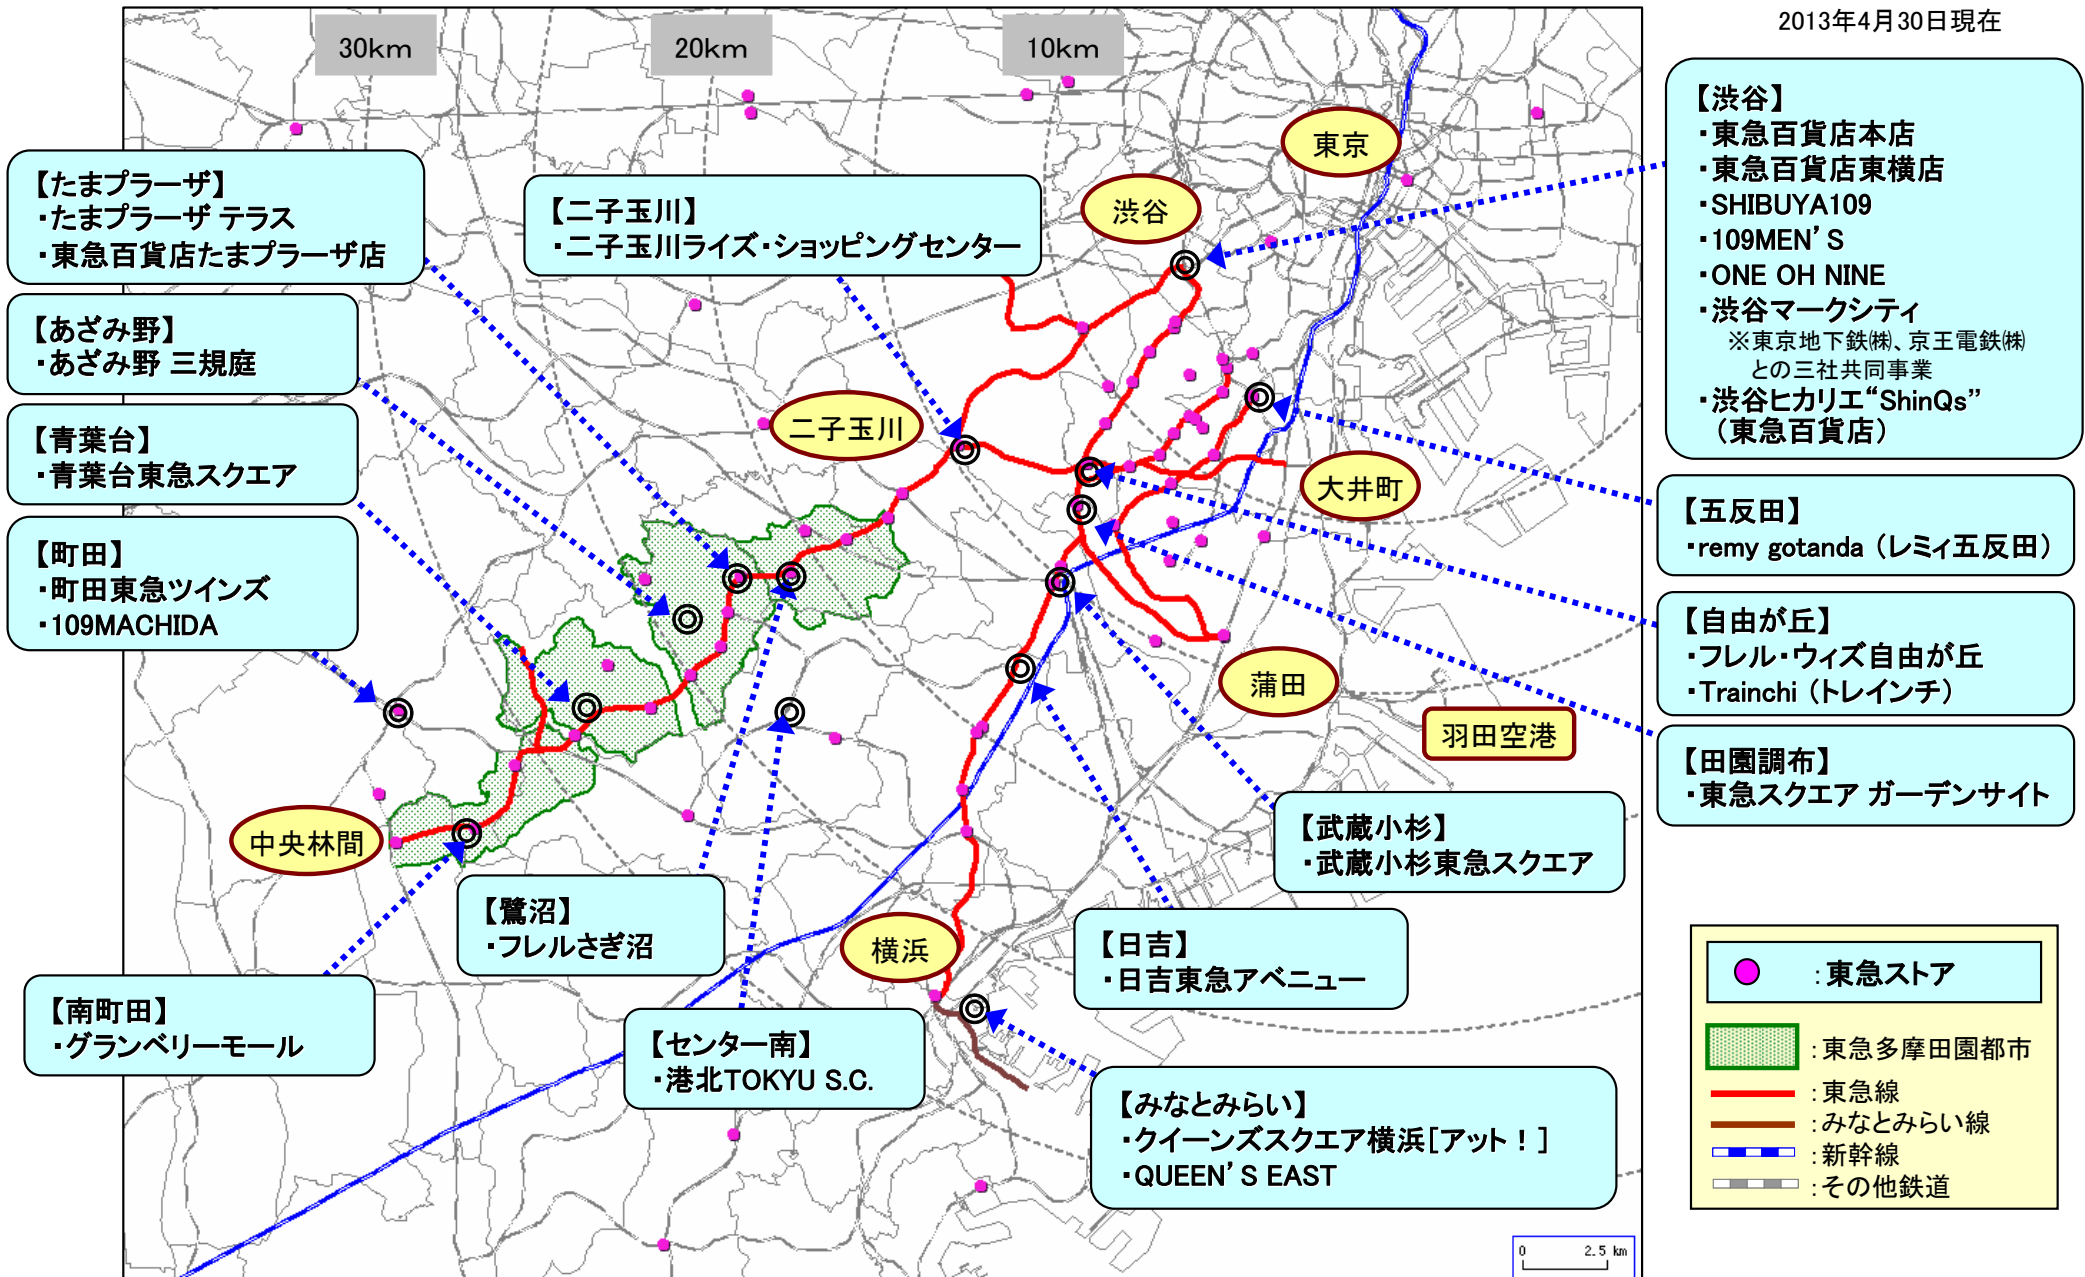 2013年4月30日現在
30km
20km
10km
東京
渋谷
二子玉川
大井町
蒲田
羽田空港
中央林間
横浜
【たまプラーザ】
・たまプラーザ テラス
・東急百貨店たまプラーザ店
【あざみ野】
・あざみ野 三規庭
【青葉台】
・青葉台東急スクエア
【町田】
・町田東急ツインズ
・109MACHIDA
【二子玉川】
・二子玉川ライズ・ショッピングセンター
【渋谷】
・東急百貨店本店
・東急百貨店東横店
・SHIBUYA109
・109MEN'S
・ONE OH NINE
・渋谷マークシティ
※東京地下鉄㈱、京王電鉄㈱
との三社共同事業
・渋谷ヒカリエ“ShinQs”
（東急百貨店）
【五反田】
・remy gotanda（レミィ五反田）
【自由が丘】
・フレル・ウィズ自由が丘
・Trainchi（トレインチ）
【田園調布】
・東急スクエア ガーデンサイト
【武蔵小杉】
・武蔵小杉東急スクエア
【日吉】
・日吉東急アベニュー
【鷺沼】
・フレルさぎ沼
【南町田】
・グランベリーモール
【センター南】
・港北TOKYU S.C.
【みなとみらい】
・クイーンズスクエア横浜［アット！］
・QUEEN'S EAST
：東急ストア
：東急多摩田園都市
：東急線
：みなとみらい線
：新幹線
：その他鉄道
0 2.5 km